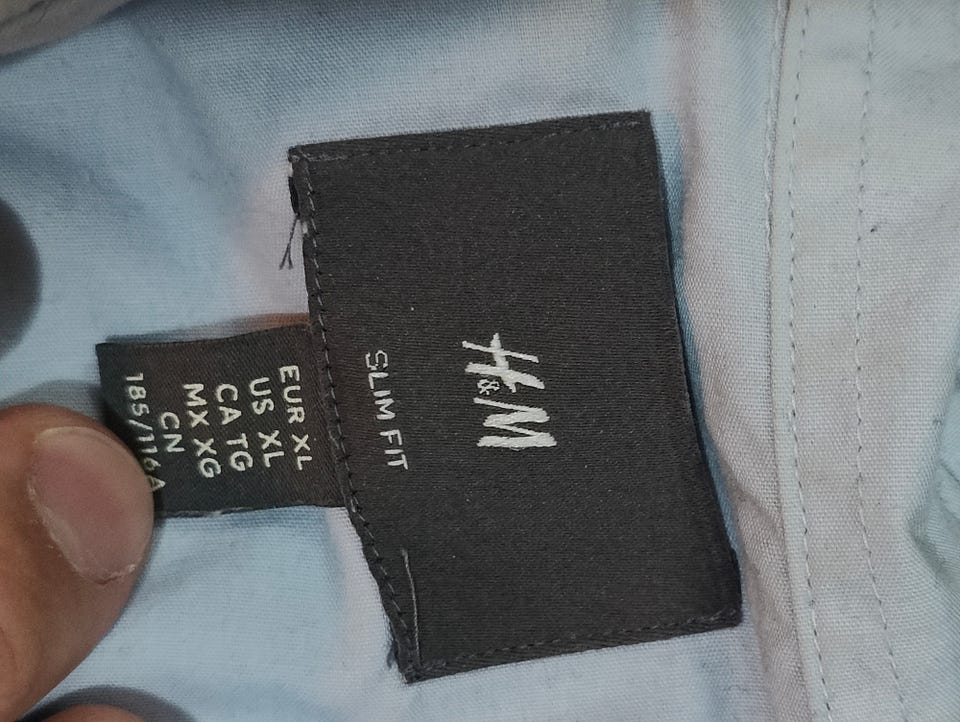 H&M
SLIM FIT
EUR XL
US XL
CA TG
MX XG
CN
185/116A